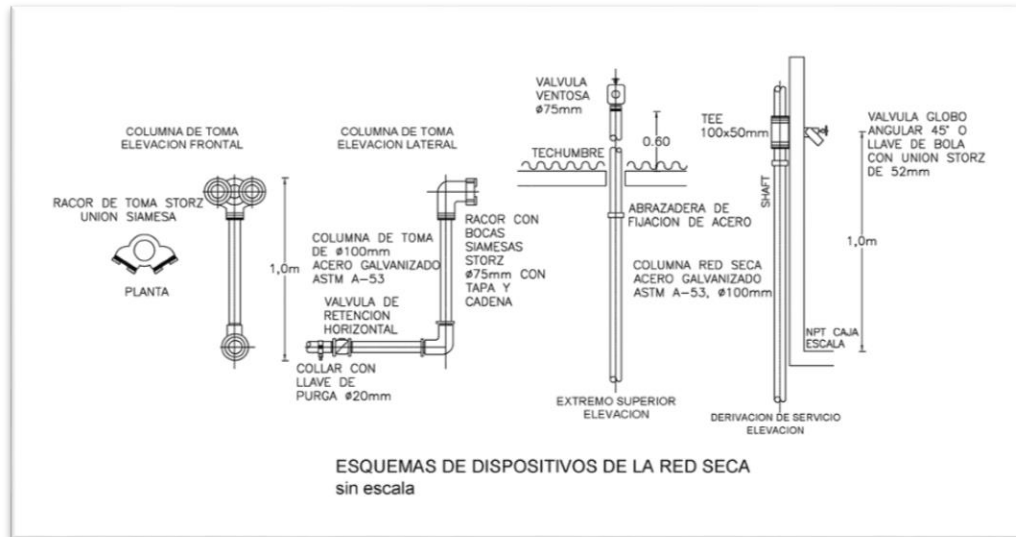 COLUMNA DE TOMA
ELEVACION FRONTAL
RACOR DE TOMA STORZ
UNION SIAMESA
PLANTA
1,0m
COLUMNA DE TOMA
ELEVACION LATERAL
COLUMNA DE TOMA
DE ø100mm
ACERO GALVANIZADO
ASTM A-53
VALVULA DE
RETENCION
HORIZONTAL
COLLAR CON
LLAVE DE
PURGA ø20mm
RACOR CON
BOCAS
SIAMESAS
STORZ
ø75mm CON
TAPA Y
CADENA
VALVULA
VENTOSA
ø75mm
0.60
TECHUMBRE
ABRAZADERA DE
FIJACION DE ACERO
COLUMNA RED SECA
ACERO GALVANIZADO
ASTM A-53, ø100mm
EXTREMO SUPERIOR
ELEVACION
TEE
100x50mm
SHAFT
VALVULA GLOBO
ANGULAR 45° O
LLAVE DE BOLA
CON UNION STORZ
DE 52mm
1,0m
NPT CAJA
ESCALA
DERIVACION DE SERVICIO
ELEVACION
ESQUEMAS DE DISPOSITIVOS DE LA RED SECA
sin escala